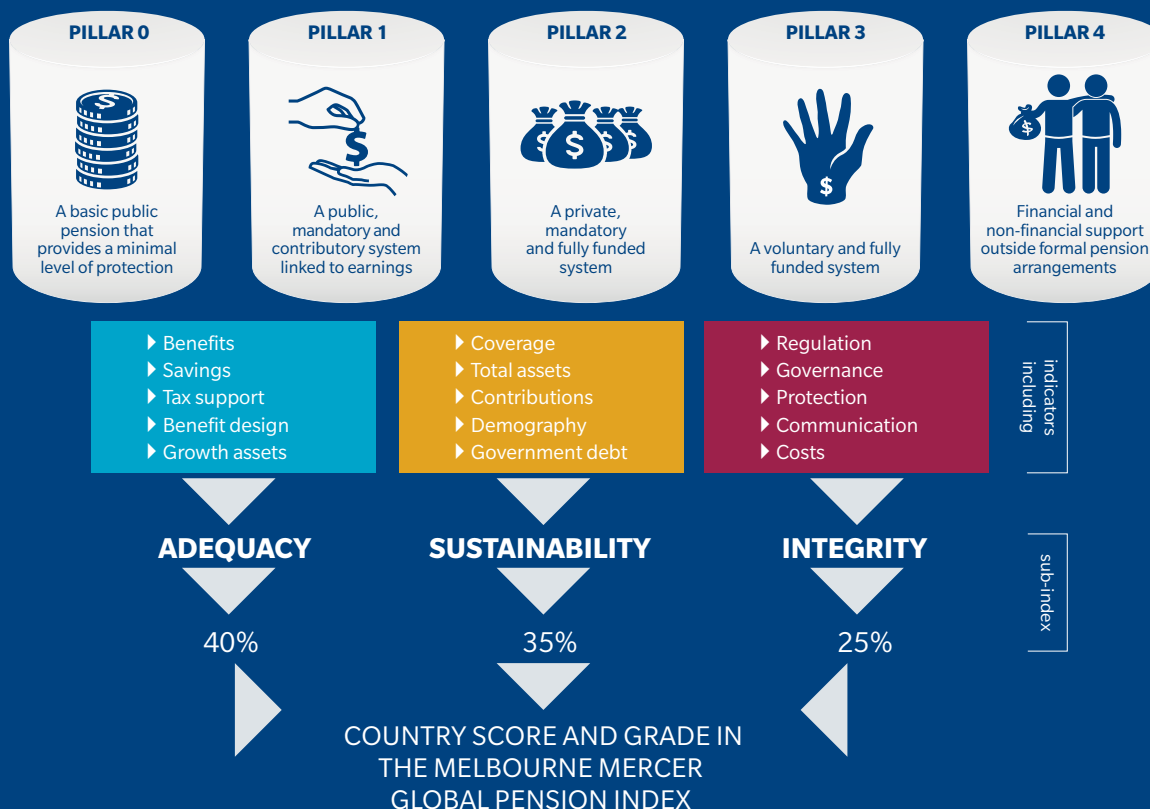 PILLAR 0
$
A basic public
pension that
provides a minimal
level of protection
PILLAR 1
$
A public,
mandatory and
contributory system
linked to earnings
PILLAR 2
$ $ $ $
A private,
mandatory
and fully funded
system
PILLAR 3
$
A voluntary and fully
funded system
PILLAR 4
$
Financial and
non-financial support
outside formal pension
arrangements
Benefits
Savings
Tax support
Benefit design
Growth assets
Coverage
Total assets
Contributions
Demography
Government debt
Regulation
Governance
Protection
Communication
Costs
indicators
including
ADEQUACY
SUSTAINABILITY
INTEGRITY
sub-index
40%
35%
25%
COUNTRY SCORE AND GRADE IN
THE MELBOURNE MERCER
GLOBAL PENSION INDEX